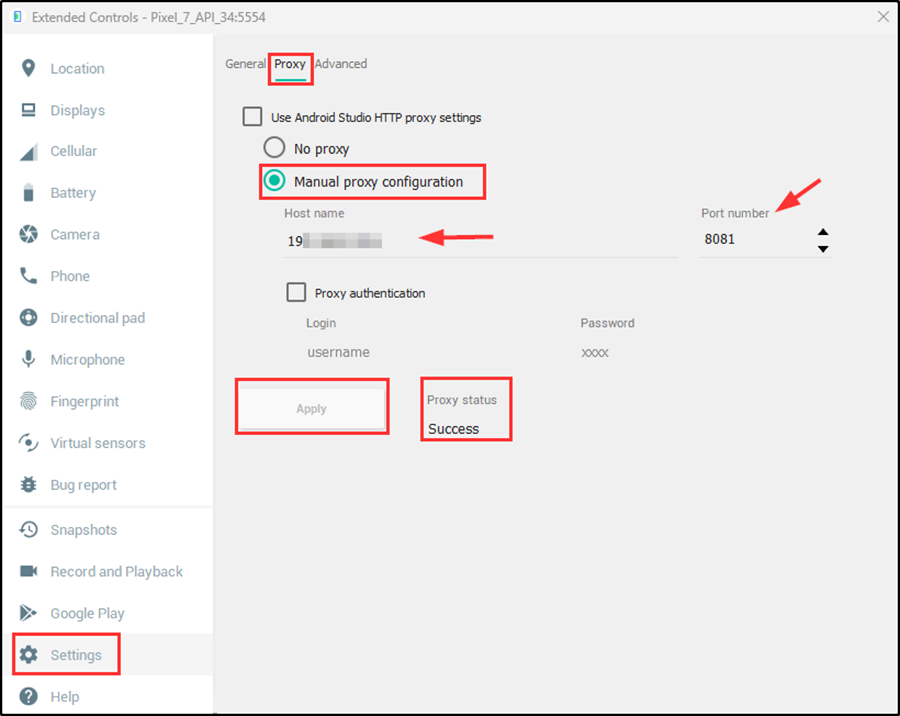 Extended Controls - Pixel_7_API_34:5554
Location
Displays
Cellular
Battery
Camera
Phone
Directional pad
Microphone
Fingerprint
Virtual sensors
Bug report
Snapshots
Record and Playback
Google Play
Settings
Help
General Proxy Advanced
Use Android Studio HTTP proxy settings
No proxy
Manual proxy configuration
Host name Port number
19 8081
Proxy authentication
Login Password
username xxxx
Apply
Proxy status
Success